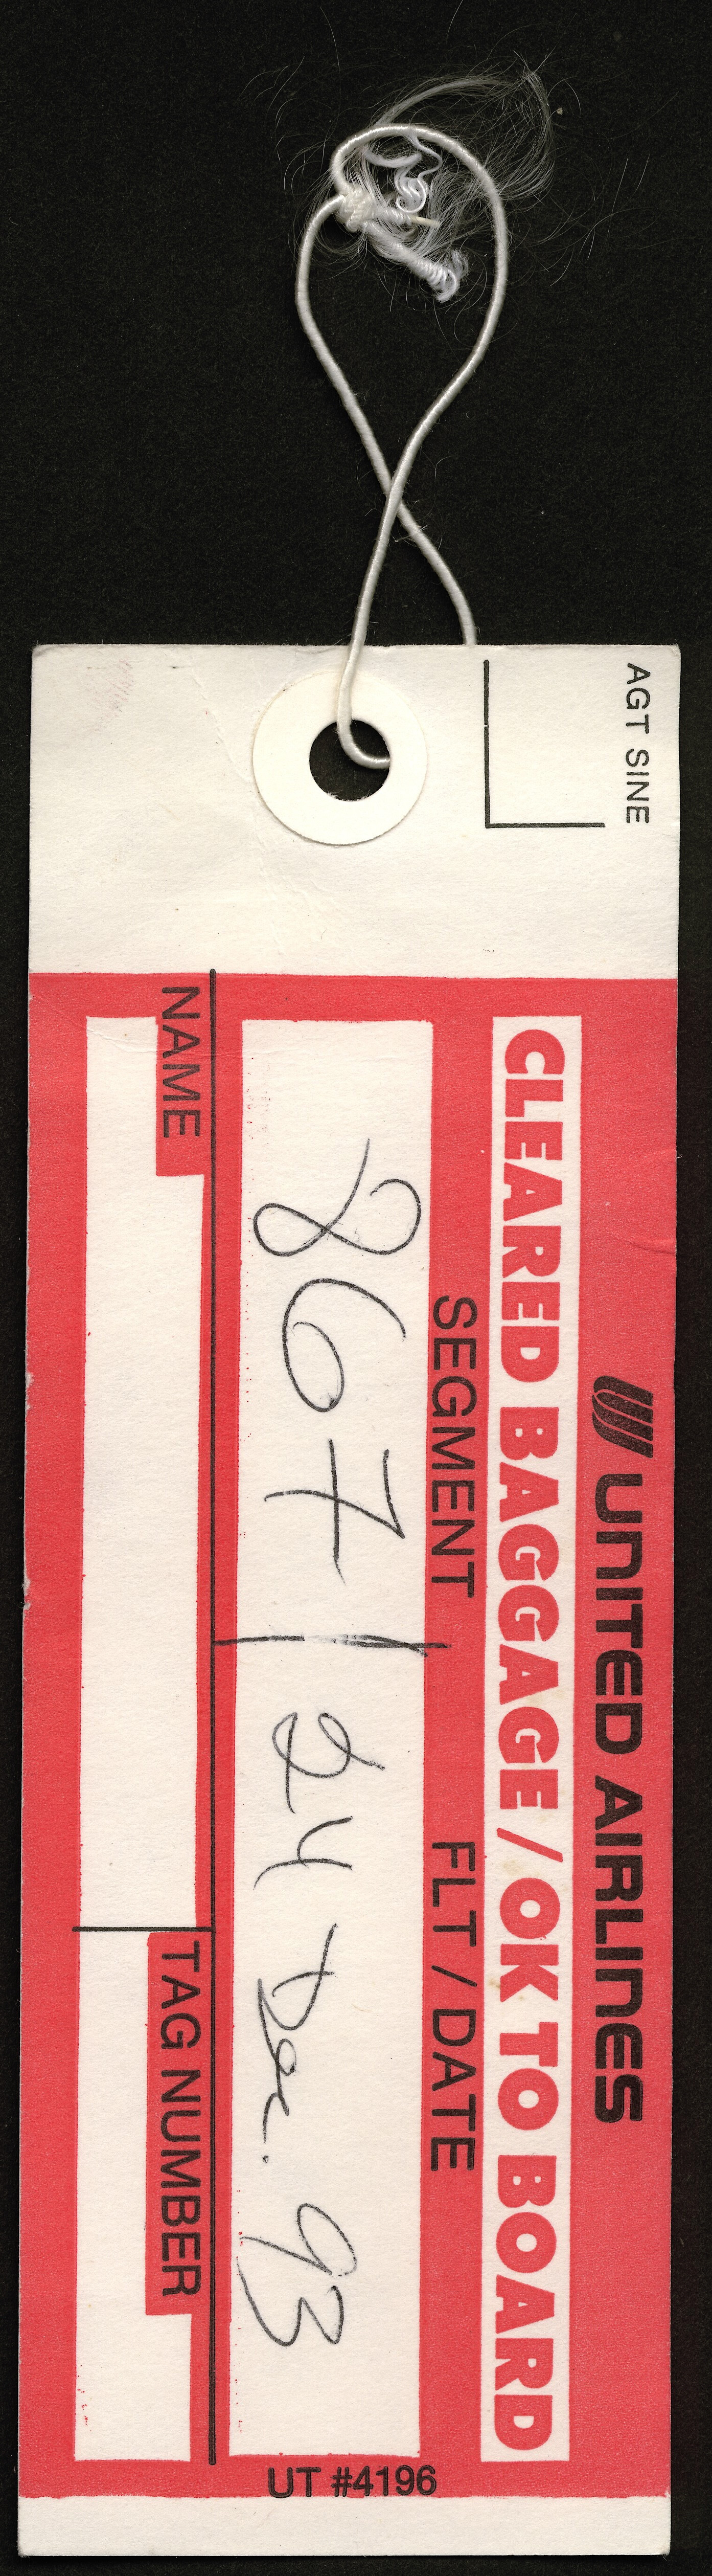 AGT SINE
UNITED AIRLINES
CLEARED BAGGAGE / OK TO BOARD
SEGMENT FLT / DATE
867 24 Dec. 93
NAME TAG NUMBER
UT #4196